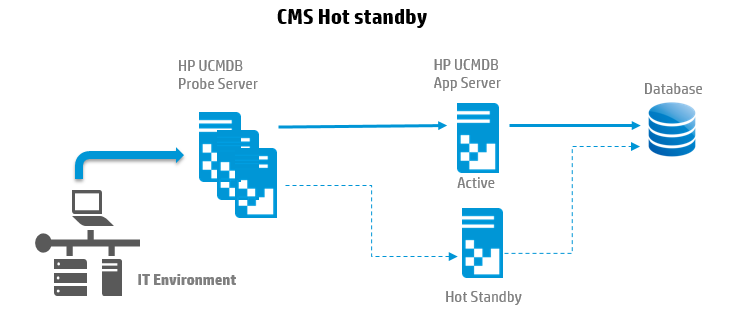 CMS Hot standby
HP UCMDB
Probe Server
HP UCMDB
App Server
Database
Active
IT Environment
Hot Standby